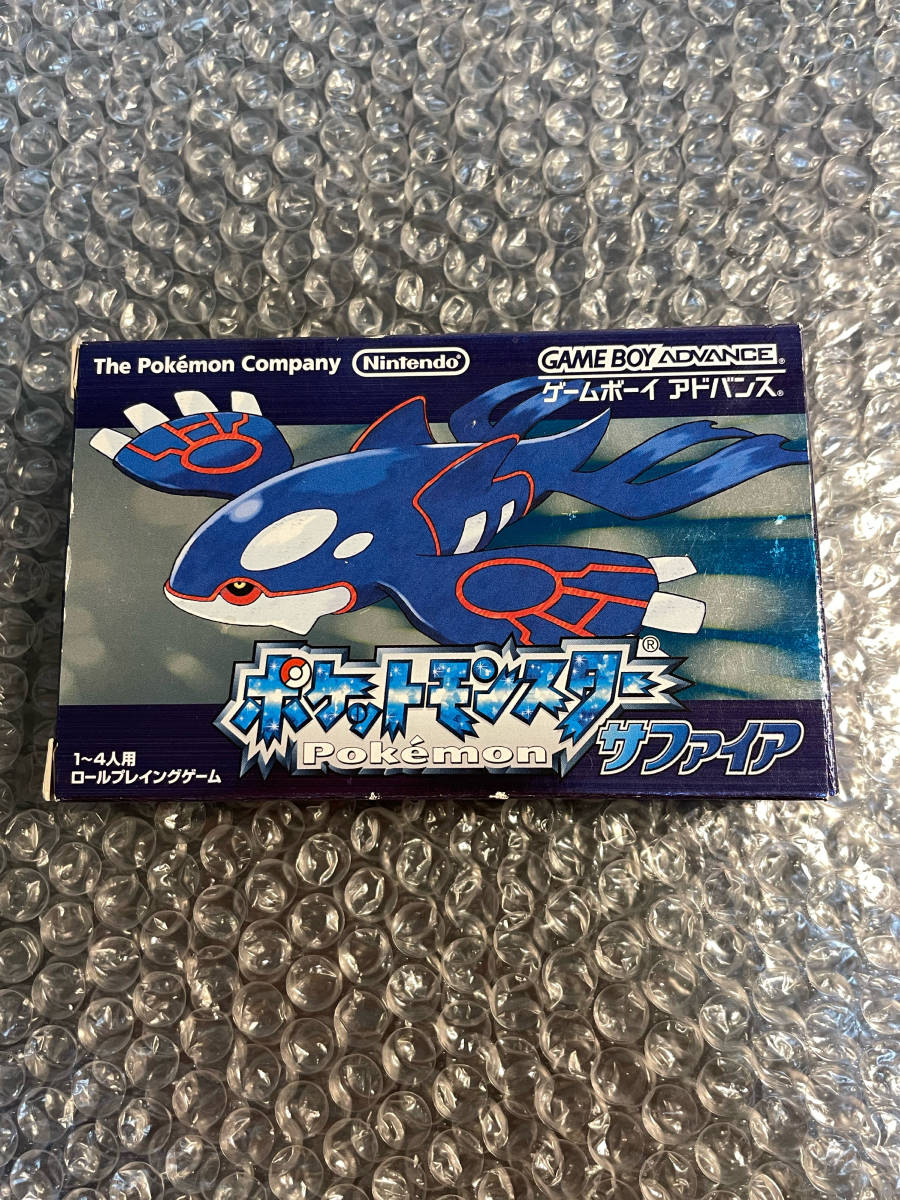 The Pokémon Company Nintendo®
GAME BOY ADVANCE®
ゲームボーイ アドバンス®
ポケットモンスター®
Pokémon サファイア
1~4人用
ロールプレイングゲーム